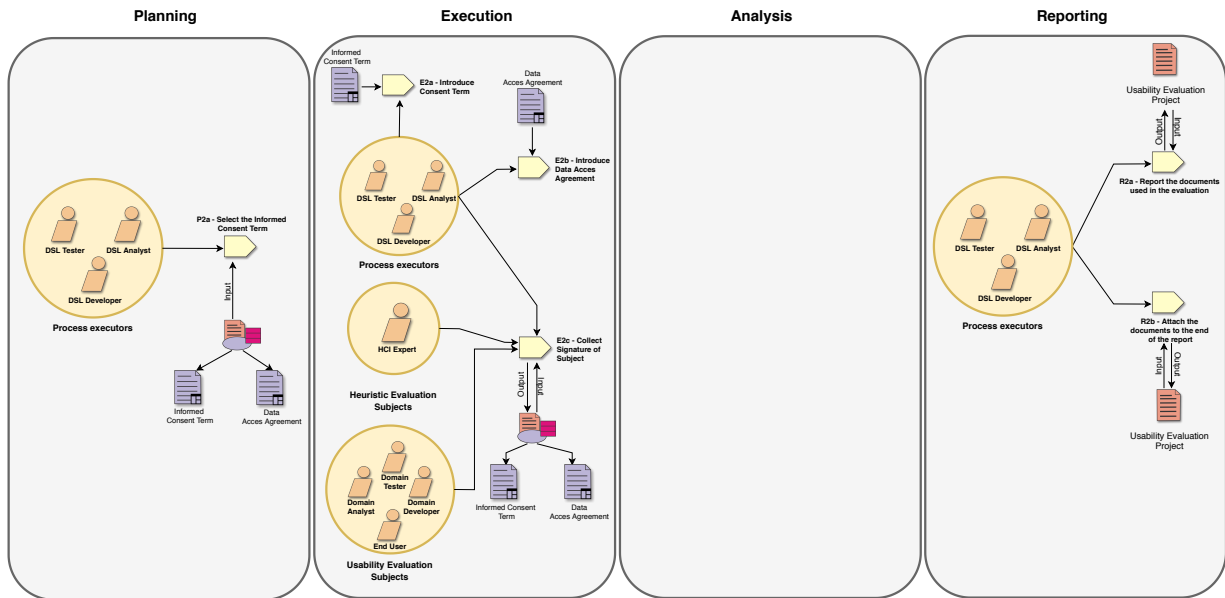 Planning
Execution
Analysis
Reporting
DSL Tester
DSL Analyst
DSL Developer
Process executors
P2a - Select the Informed
Consent Term
Input
Informed
Consent Term
Data
Acces Agreement
Informed
Consent Term
E2a - Introduce
Consent Term
Data
Acces Agreement
E2b - Introduce
Data Acces
Agreement
DSL Tester
DSL Analyst
DSL Developer
Process executors
HCI Expert
Heuristic Evaluation
Subjects
E2c - Collect
Signature of
Subject
Output
Input
Domain
Tester
Domain
Analyst
Domain
Developer
End User
Usability Evaluation
Subjects
Informed Consent
Term
Data
Acces Agreement
Usability Evaluation
Project
Output
Input
R2a - Report the documents
used in the evaluation
DSL Tester
DSL Analyst
DSL Developer
Process executors
R2b - Attach the
documents to the end
of the report
Input
Output
Usability Evaluation
Project